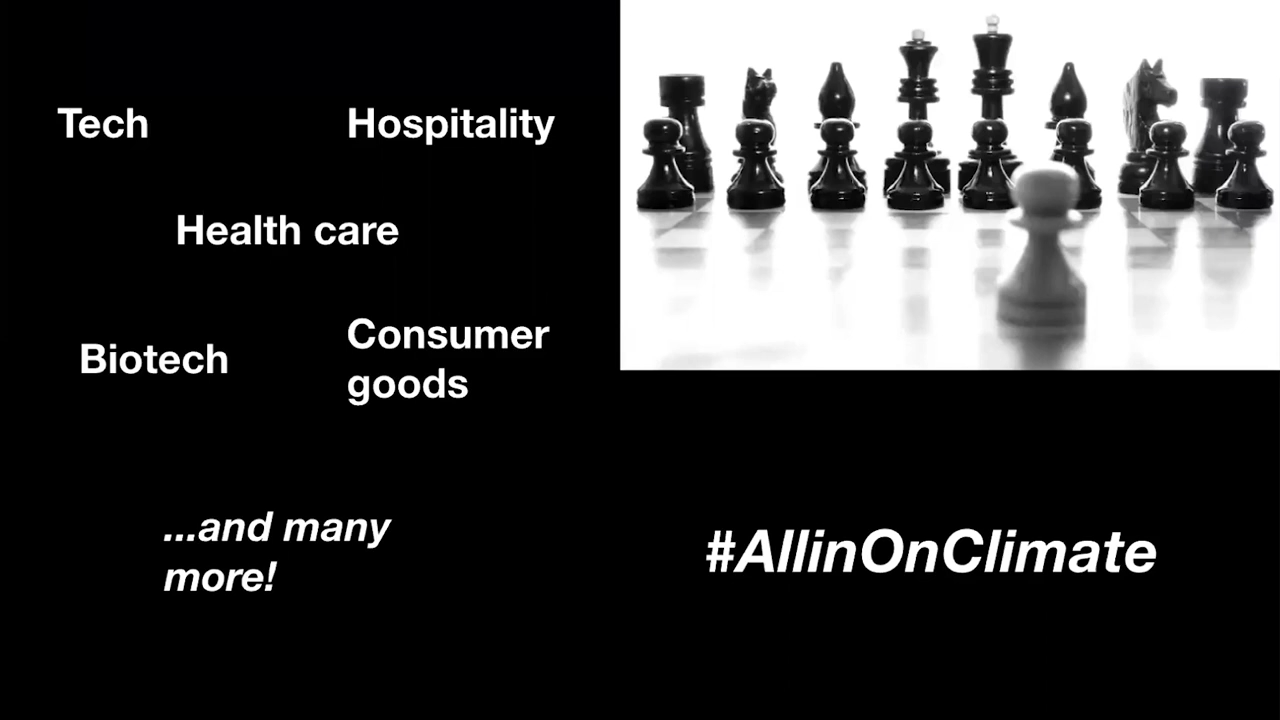 Tech
Hospitality
Health care
Biotech
Consumer
goods
...and many
more!
#AllinOnClimate